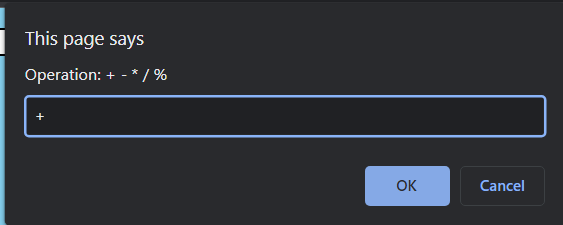 This page says
Operation: + - * / %
+
OK Cancel